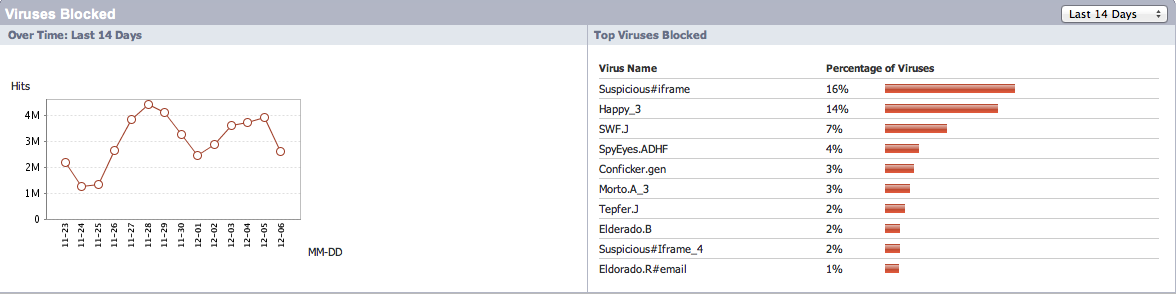 Viruses Blocked
Last 14 Days
Over Time: Last 14 Days
Hits
4M
3M
2M
1M
0
11-23
11-24
11-25
11-26
11-27
11-28
11-29
11-30
12-01
12-02
12-03
12-04
12-05
12-06
MM-DD
Top Viruses Blocked
Virus Name Percentage of Viruses
Suspicious#iframe 16%
Happy_3 14%
SWF.J 7%
SpyEyes.ADHF 4%
Conficker.gen 3%
Morto.A_3 3%
Tepfer.J 2%
Elderado.B 2%
Suspicious#Iframe_4 2%
Eldorado.R#email 1%